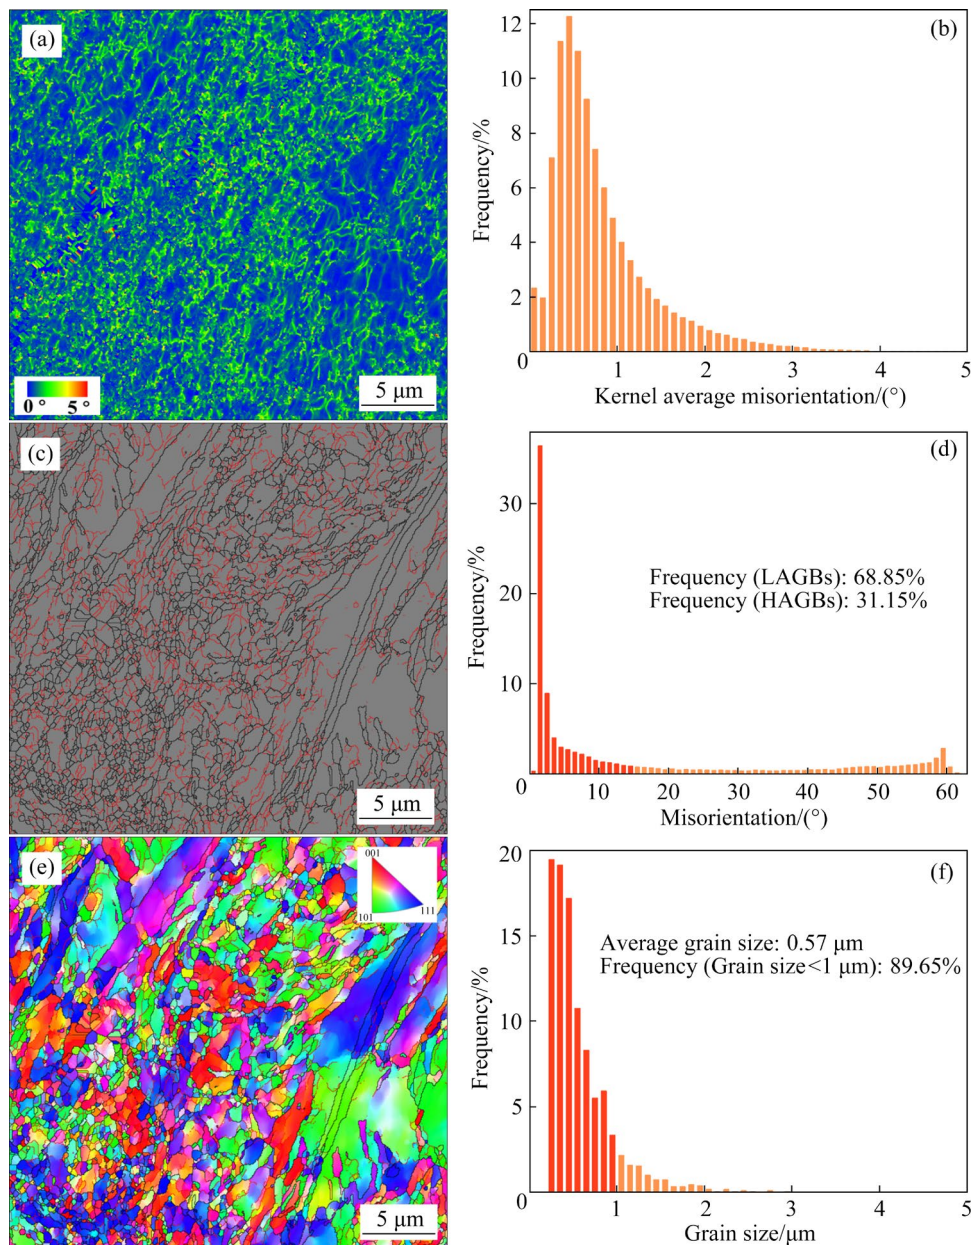 (a)
0 °
5 °
5 μm
(b)
12
10
8
6
4
2
0
1
2
3
4
5
Frequency/%
Kernel average misorientation/(°)
(c)
5 μm
(d)
30
20
10
0
10
20
30
40
50
60
Frequency/%
Frequency (LAGBs): 68.85%
Frequency (HAGBs): 31.15%
Misorientation/(°)
(e)
001
101
111
5 μm
(f)
20
15
10
5
0
1
2
3
4
5
Frequency/%
Average grain size: 0.57 μm
Frequency (Grain size<1 μm): 89.65%
Grain size/μm